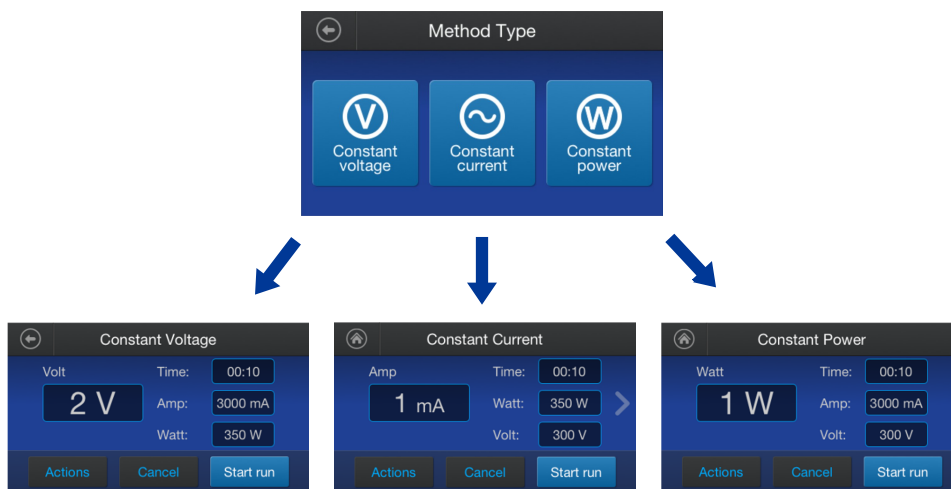 Method Type
V
Constant
voltage
Constant
current
W
Constant
power
Constant Voltage
Volt
2 V
Time: 00:10
Amp: 3000 mA
Watt: 350 W
Actions Cancel Start run
Constant Current
Amp
1 mA
Time: 00:10
Watt: 350 W
Volt: 300 V
Actions Cancel Start run
Constant Power
Watt
1 W
Time: 00:10
Amp: 3000 mA
Volt: 300 V
Actions Cancel Start run